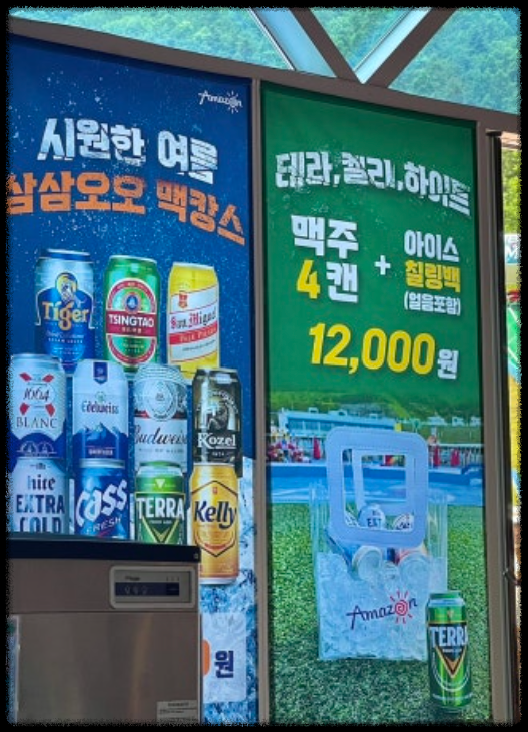 Amazon
시원한 여름
삼삼오오 맥캉스
Tiger
TSINGTAO
San Miguel
1664
BLANC
Edelweiss
Budweiser
Kozel
hite
EXTRA
COLD
Cass
FRESH
TERRA
Kelly
원
테라,켈리,하이트
맥주
4캔
+
아이스
칠링백
(얼음포함)
12,000원
Amazon
TERRA